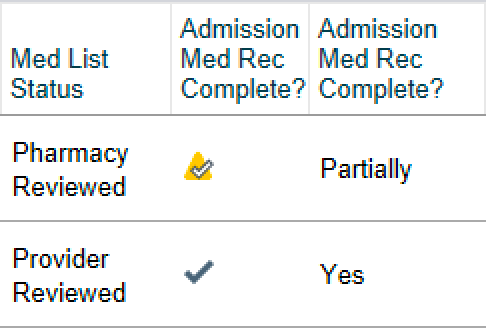 Med List Status
Admission Med Rec Complete?
Admission Med Rec Complete?
Pharmacy Reviewed
Partially
Provider Reviewed
Yes